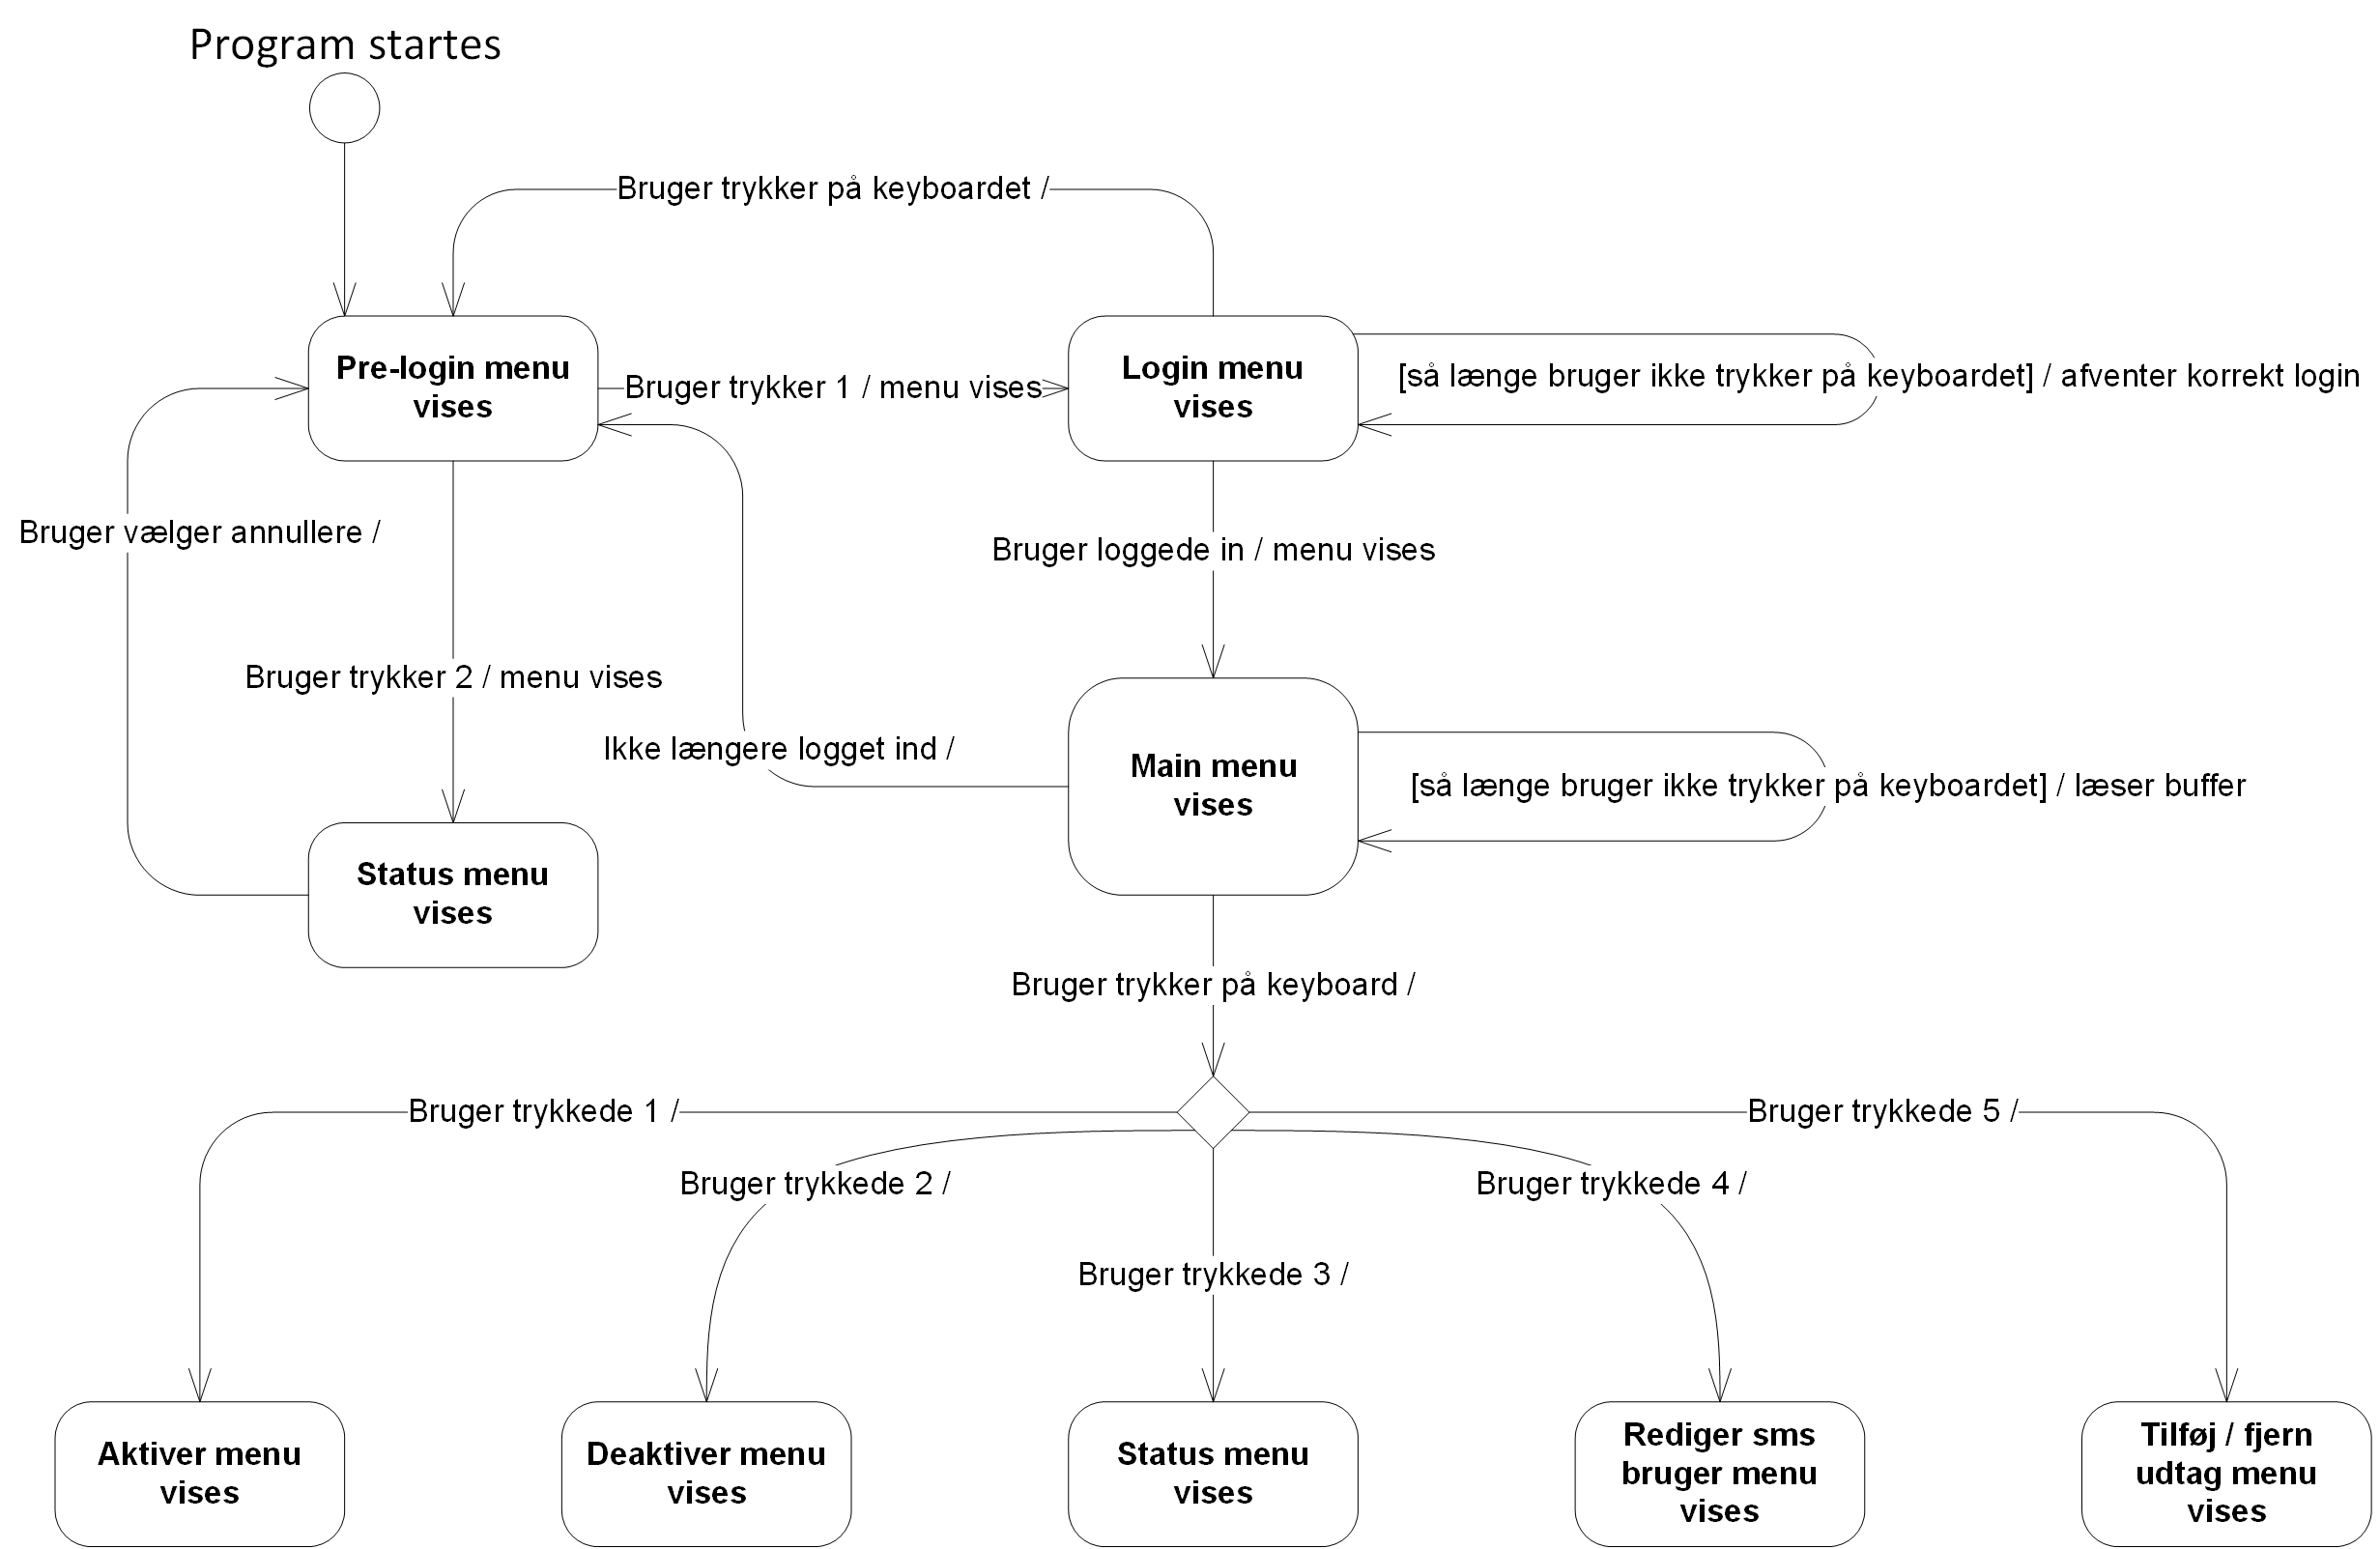 Program startes
Bruger trykker på keyboardet /
Pre-login menu
vises
Bruger trykker 1 / menu vises
Login menu
vises
[så længe bruger ikke trykker på keyboardet] / afventer korrekt login
Bruger vælger annullere /
Bruger loggede in / menu vises
Bruger trykker 2 / menu vises
Ikke længere logget ind /
Main menu
vises
[så længe bruger ikke trykker på keyboardet] / læser buffer
Status menu
vises
Bruger trykker på keyboard /
Bruger trykkede 1 /
Bruger trykkede 5 /
Bruger trykkede 2 /
Bruger trykkede 4 /
Bruger trykkede 3 /
Aktiver menu
vises
Deaktiver menu
vises
Status menu
vises
Rediger sms
bruger menu
vises
Tilføj / fjern
udtag menu
vises